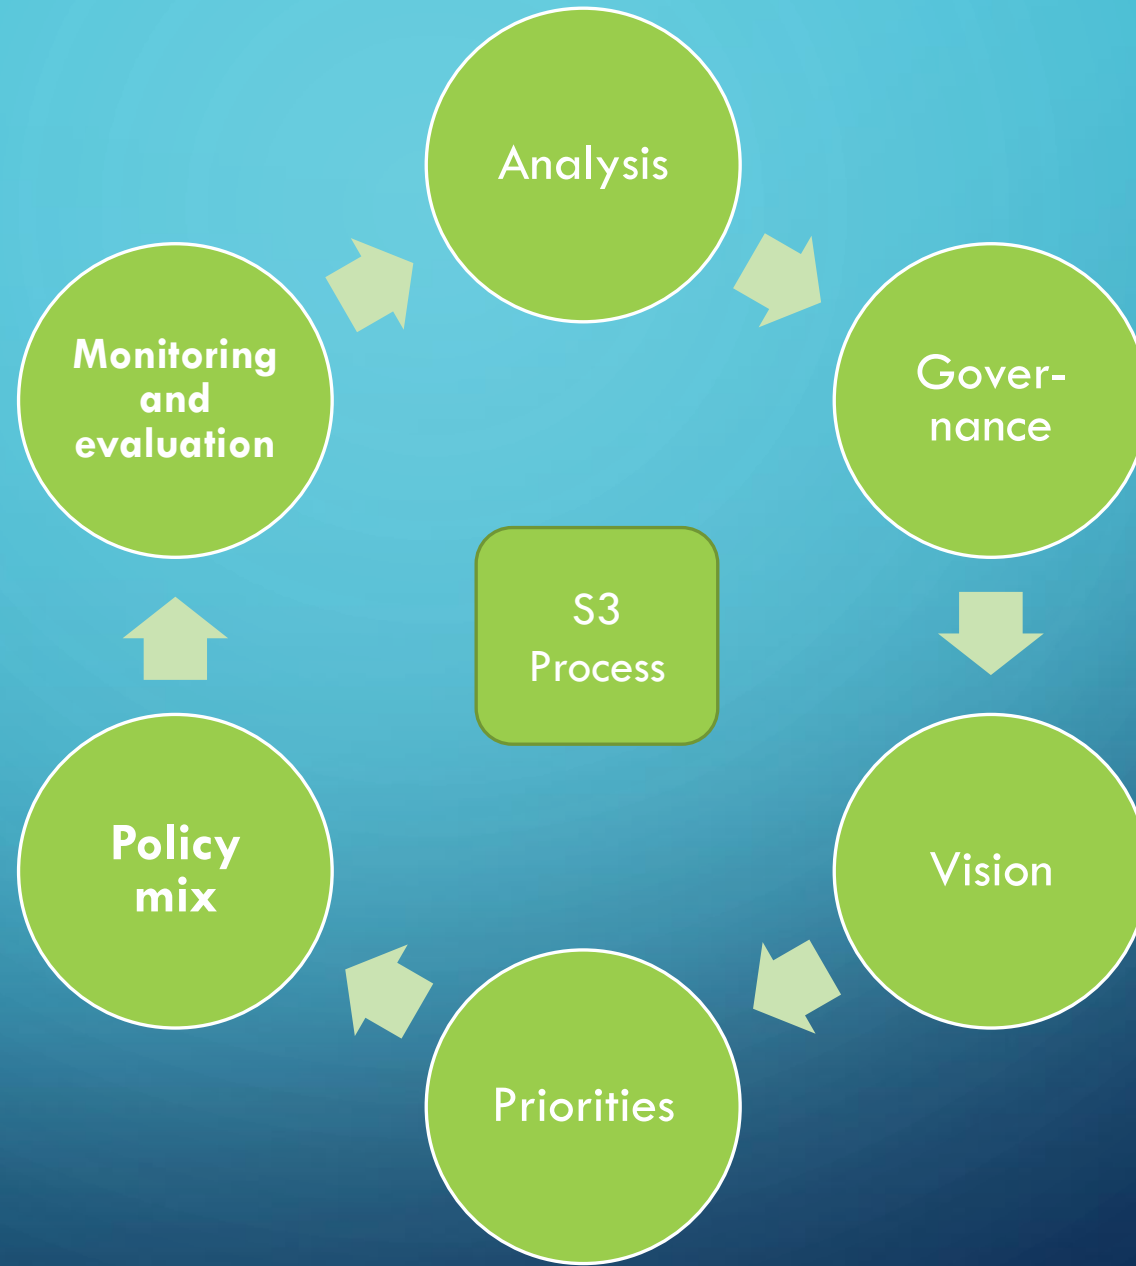 Analysis
Gover-
nance
Vision
Priorities
Policy
mix
Monitoring
and
evaluation
S3
Process